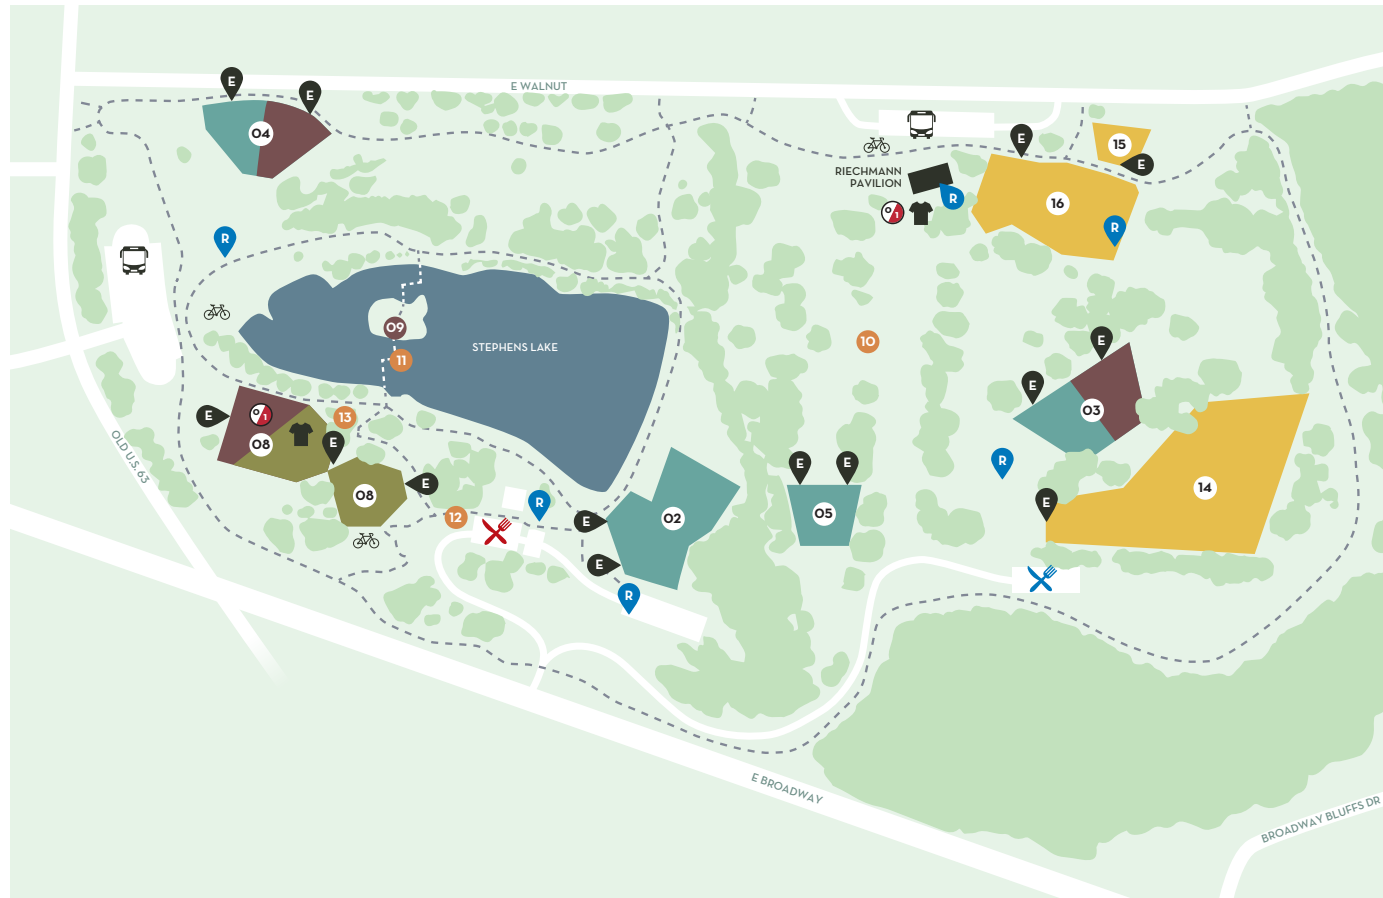 E WALNUT
E
E
04
E
15
E
RIECHMANN
PAVILION
R
16
R
R
09
STEPHENS LAKE
11
10
E
E
03
E
08
13
E
08
E
OLD U.S. 63
12
R
E
02
E
R
E
E
05
R
E
14
E BROADWAY
BROADWAY BLUFFS DR